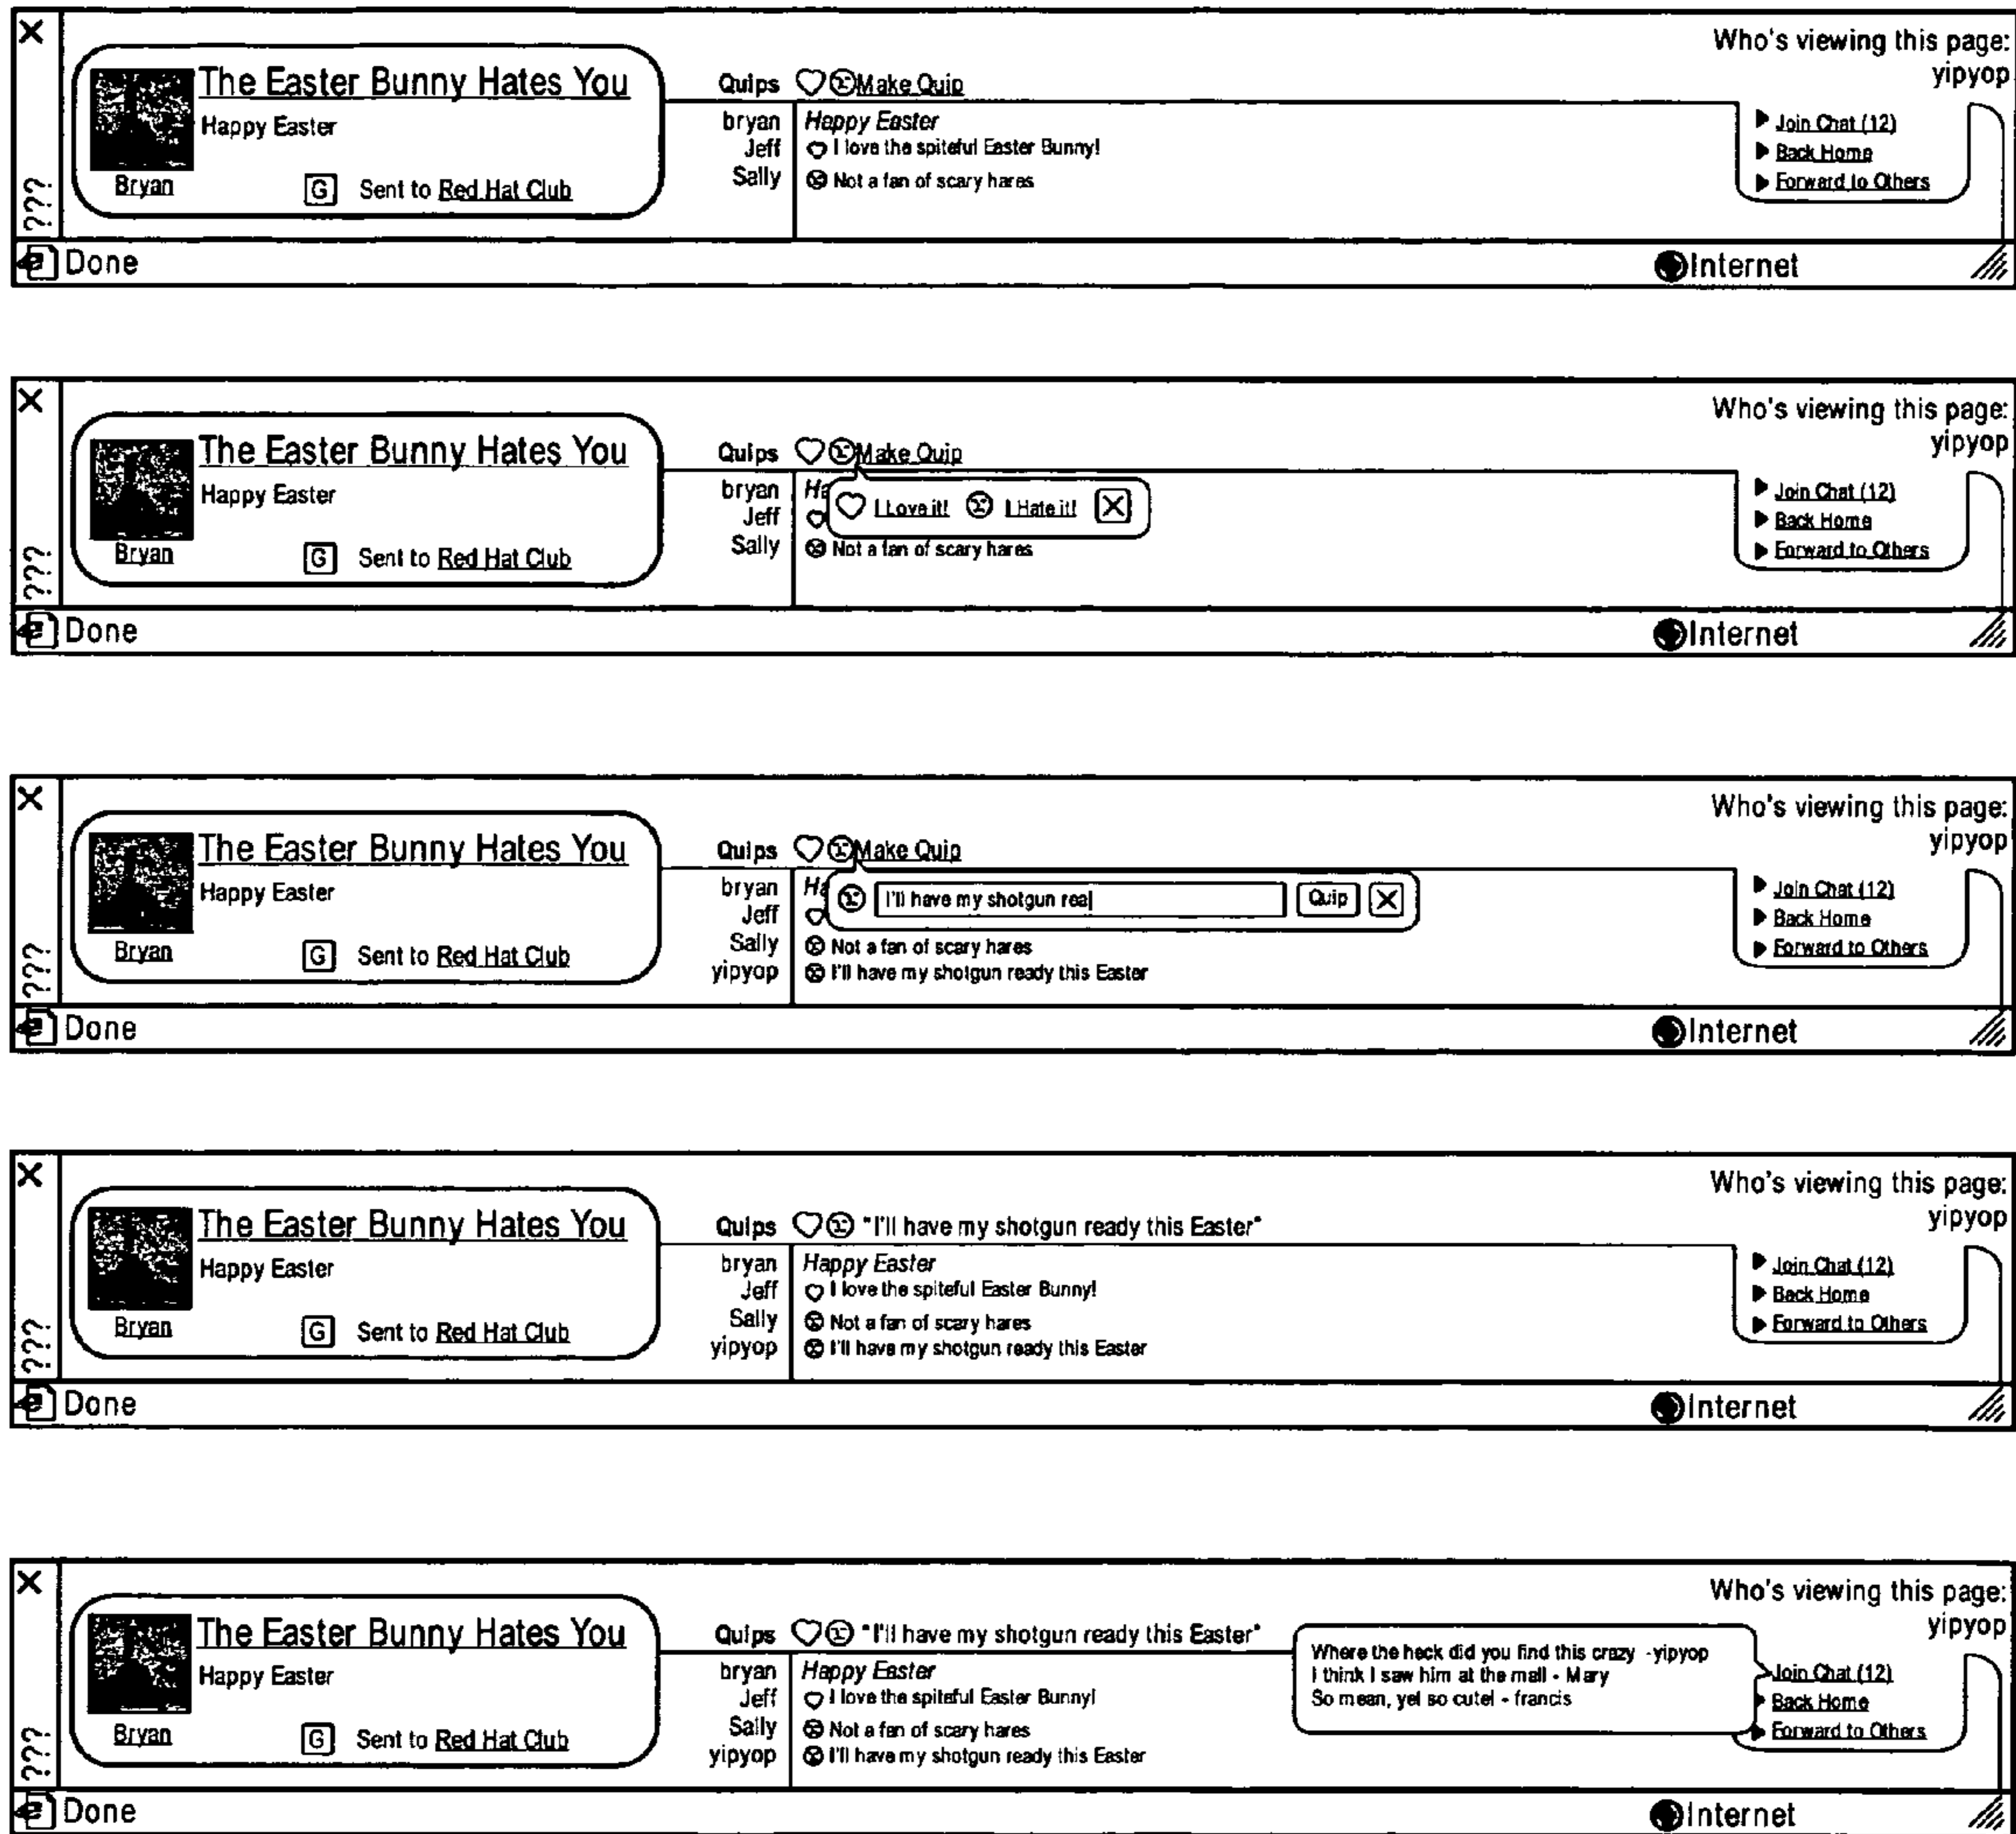 Who's viewing this page:
yipyop
The Easter Bunny Hates You
Happy Easter
Bryan
G Sent to Red Hat Club
Quips Make Quip
bryan Happy Easter
Jeff I love the spiteful Easter Bunny!
Sally Not a fan of scary hares
Join Chat (12)
Back Home
Forward to Others
???
Done
Internet
Who's viewing this page:
yipyop
The Easter Bunny Hates You
Happy Easter
Bryan
G Sent to Red Hat Club
Quips Make Quip
bryan Ha
I Love it! I Hate it! X
Jeff
Sally Not a fan of scary hares
Join Chat (12)
Back Home
Forward to Others
???
Done
Internet
Who's viewing this page:
yipyop
The Easter Bunny Hates You
Happy Easter
Bryan
G Sent to Red Hat Club
Quips Make Quip
bryan Ha
I'll have my shotgun rea Quip X
Jeff
Sally Not a fan of scary hares
yipyop I'll have my shotgun ready this Easter
Join Chat (12)
Back Home
Forward to Others
???
Done
Internet
Who's viewing this page:
yipyop
The Easter Bunny Hates You
Happy Easter
Bryan
G Sent to Red Hat Club
Quips "I'll have my shotgun ready this Easter"
bryan Happy Easter
Jeff I love the spiteful Easter Bunny!
Sally Not a fan of scary hares
yipyop I'll have my shotgun ready this Easter
Join Chat (12)
Back Home
Forward to Others
???
Done
Internet
Who's viewing this page:
yipyop
The Easter Bunny Hates You
Happy Easter
Bryan
G Sent to Red Hat Club
Quips "I'll have my shotgun ready this Easter"
bryan Happy Easter
Jeff I love the spiteful Easter Bunny!
Sally Not a fan of scary hares
yipyop I'll have my shotgun ready this Easter
Where the heck did you find this crazy -yipyop
I think I saw him at the mall - Mary
So mean, yet so cute! - francis
Join Chat (12)
Back Home
Forward to Others
???
Done
Internet